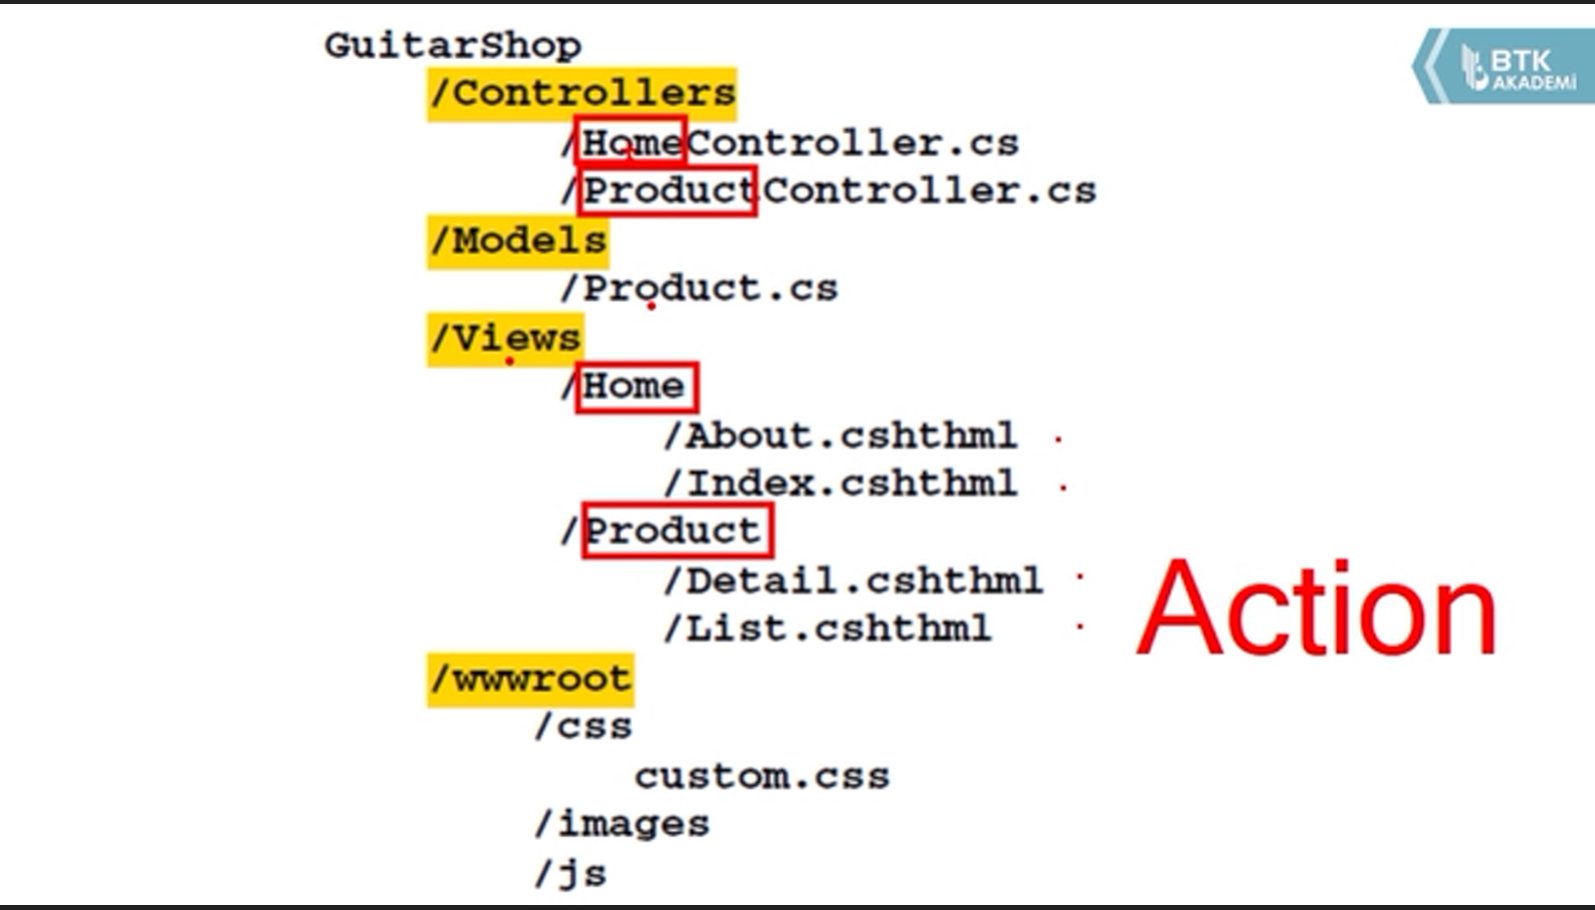 GuitarShop
/Controllers
/HomeController.cs
/ProductController.cs
/Models
/Product.cs
/Views
/Home
/About.cshthml
/Index.cshthml
/Product
/Detail.cshthml
/List.cshthml
/wwwroot
/css
custom.css
/images
/js
Action
BTK
AKADEMİ